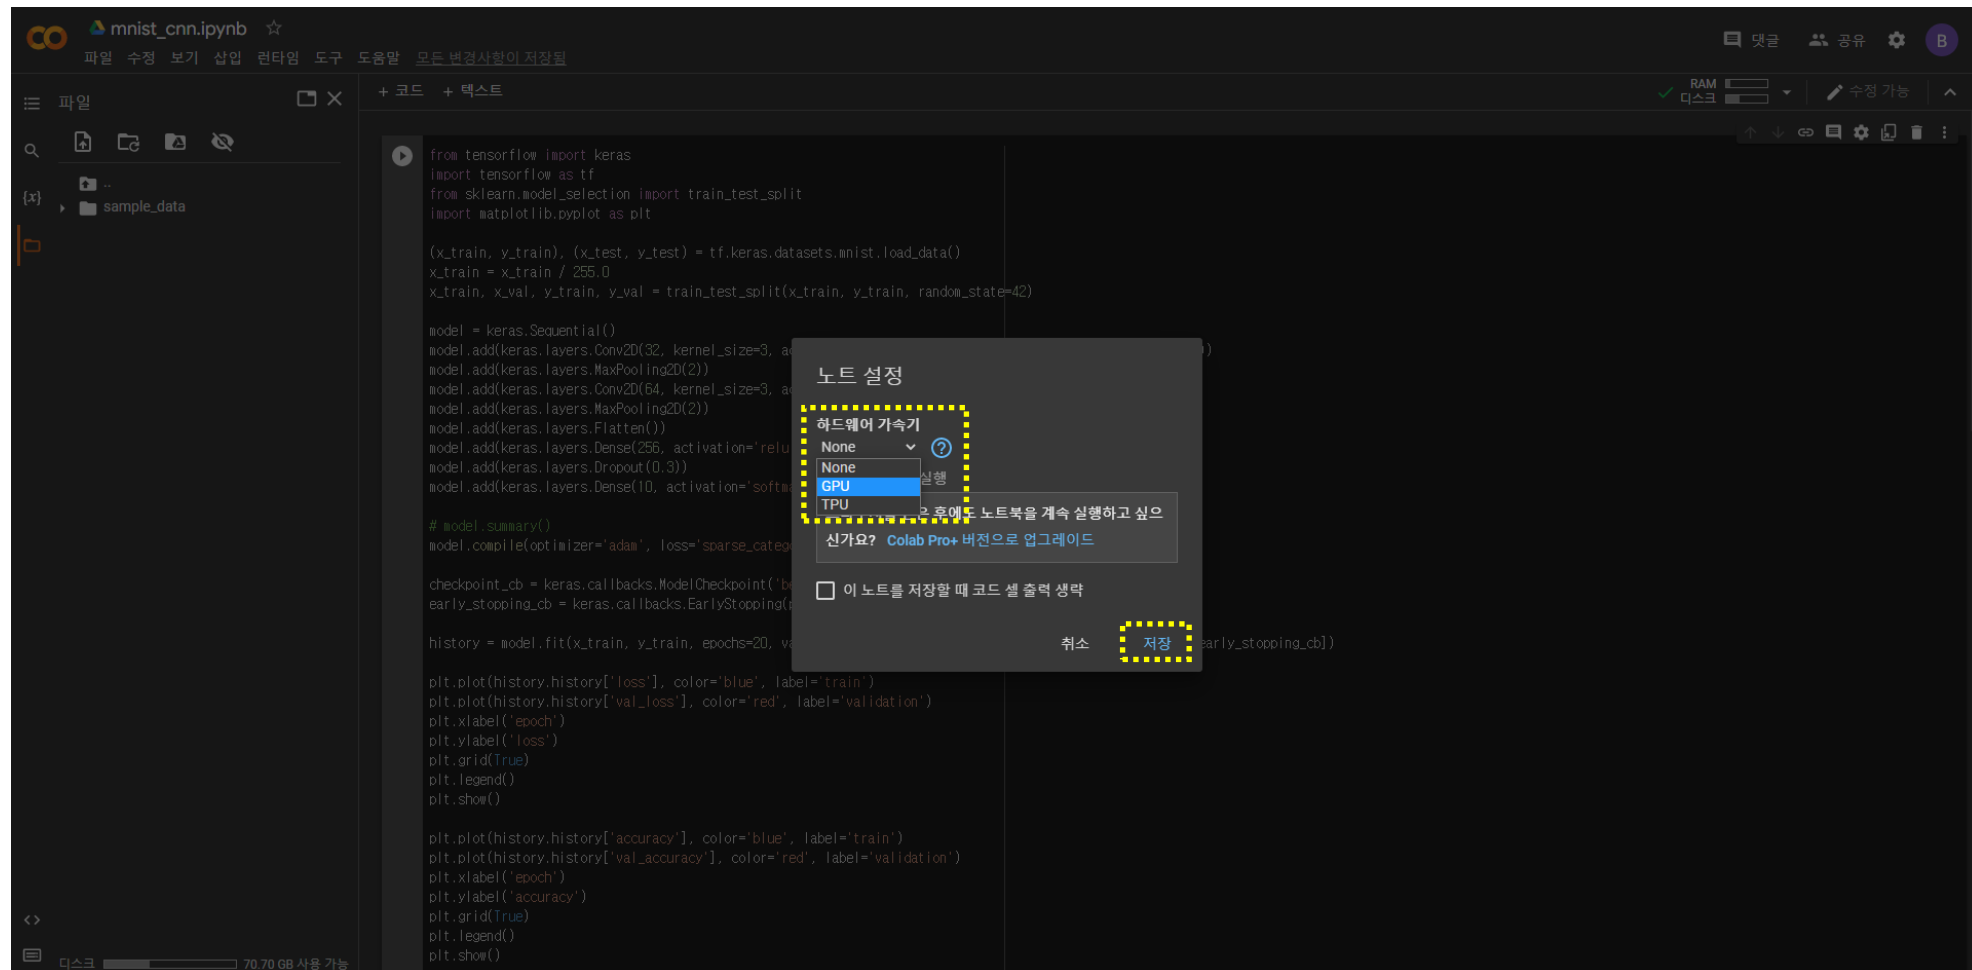 mnist_cnn.ipynb
파일 수정 보기 삽입 런타임 도구 도움말 모든 변경사항이 저장됨
댓글 공유 B
파일
+ 코드 + 텍스트
RAM
디스크
수정 가능
..
{x}
sample_data
from tensorflow import keras
import tensorflow as tf
from sklearn.model_selection import train_test_split
import matplotlib.pyplot as plt
(x_train, y_train), (x_test, y_test) = tf.keras.datasets.mnist.load_data()
x_train = x_train / 255.0
x_train, x_val, y_train, y_val = train_test_split(x_train, y_train, random_state=42)
model = keras.Sequential()
model.add(keras.layers.Conv2D(32, kernel_size=3, a ))
model.add(keras.layers.MaxPooling2D(2))
model.add(keras.layers.Conv2D(64, kernel_size=3, a
model.add(keras.layers.MaxPooling2D(2))
model.add(keras.layers.Flatten())
model.add(keras.layers.Dense(256, activation='relu
model.add(keras.layers.Dropout(0.3))
model.add(keras.layers.Dense(10, activation='softm
# model.summary()
model.compile(optimizer='adam', loss='sparse_categ
checkpoint_cb = keras.callbacks.ModelCheckpoint('b
early_stopping_cb = keras.callbacks.EarlyStopping(
history = model.fit(x_train, y_train, epochs=20, v early_stopping_cb])
plt.plot(history.history['loss'], color='blue', label='train')
plt.plot(history.history['val_loss'], color='red', label='validation')
plt.xlabel('epoch')
plt.ylabel('loss')
plt.grid(True)
plt.legend()
plt.show()
plt.plot(history.history['accuracy'], color='blue', label='train')
plt.plot(history.history['val_accuracy'], color='red', label='validation')
plt.xlabel('epoch')
plt.ylabel('accuracy')
plt.grid(True)
plt.legend()
plt.show()
노트 설정
하드웨어 가속기
None
None
GPU
TPU
실행
후에도 노트북을 계속 실행하고 싶으
신가요? Colab Pro+ 버전으로 업그레이드
이 노트를 저장할 때 코드 셀 출력 생략
취소 저장
디스크 70.70 GB 사용 가능